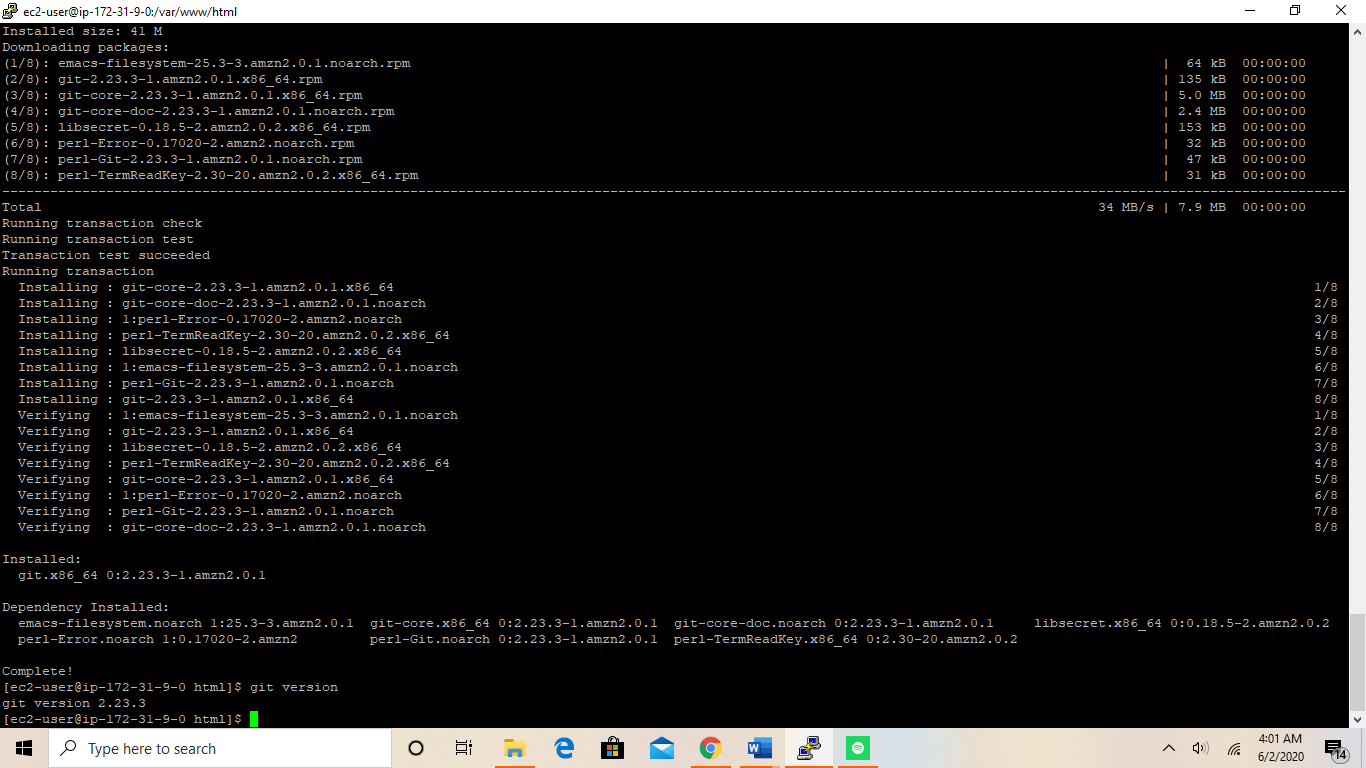 ec2-user@ip-172-31-9-0:/var/www/html
Installed size: 41 M
Downloading packages:
(1/8): emacs-filesystem-25.3-3.amzn2.0.1.noarch.rpm | 64 kB 00:00:00
(2/8): git-2.23.3-1.amzn2.0.1.x86_64.rpm | 135 kB 00:00:00
(3/8): git-core-2.23.3-1.amzn2.0.1.x86_64.rpm | 5.0 MB 00:00:00
(4/8): git-core-doc-2.23.3-1.amzn2.0.1.noarch.rpm | 2.4 MB 00:00:00
(5/8): libsecret-0.18.5-2.amzn2.0.2.x86_64.rpm | 153 kB 00:00:00
(6/8): perl-Error-0.17020-2.amzn2.noarch.rpm | 32 kB 00:00:00
(7/8): perl-Git-2.23.3-1.amzn2.0.1.noarch.rpm | 47 kB 00:00:00
(8/8): perl-TermReadKey-2.30-20.amzn2.0.2.x86_64.rpm | 31 kB 00:00:00
--------------------------------------------------------------------------------
Total 34 MB/s | 7.9 MB 00:00:00
Running transaction check
Running transaction test
Transaction test succeeded
Running transaction
Installing : git-core-2.23.3-1.amzn2.0.1.x86_64 1/8
Installing : git-core-doc-2.23.3-1.amzn2.0.1.noarch 2/8
Installing : 1:perl-Error-0.17020-2.amzn2.noarch 3/8
Installing : perl-TermReadKey-2.30-20.amzn2.0.2.x86_64 4/8
Installing : libsecret-0.18.5-2.amzn2.0.2.x86_64 5/8
Installing : 1:emacs-filesystem-25.3-3.amzn2.0.1.noarch 6/8
Installing : perl-Git-2.23.3-1.amzn2.0.1.noarch 7/8
Installing : git-2.23.3-1.amzn2.0.1.x86_64 8/8
Verifying : 1:emacs-filesystem-25.3-3.amzn2.0.1.noarch 1/8
Verifying : git-2.23.3-1.amzn2.0.1.x86_64 2/8
Verifying : libsecret-0.18.5-2.amzn2.0.2.x86_64 3/8
Verifying : perl-TermReadKey-2.30-20.amzn2.0.2.x86_64 4/8
Verifying : git-core-2.23.3-1.amzn2.0.1.x86_64 5/8
Verifying : 1:perl-Error-0.17020-2.amzn2.noarch 6/8
Verifying : perl-Git-2.23.3-1.amzn2.0.1.noarch 7/8
Verifying : git-core-doc-2.23.3-1.amzn2.0.1.noarch 8/8
Installed:
git.x86_64 0:2.23.3-1.amzn2.0.1
Dependency Installed:
emacs-filesystem.noarch 1:25.3-3.amzn2.0.1 git-core.x86_64 0:2.23.3-1.amzn2.0.1 git-core-doc.noarch 0:2.23.3-1.amzn2.0.1 libsecret.x86_64 0:0.18.5-2.amzn2.0.2
perl-Error.noarch 1:0.17020-2.amzn2 perl-Git.noarch 0:2.23.3-1.amzn2.0.1 perl-TermReadKey.x86_64 0:2.30-20.amzn2.0.2
Complete!
[ec2-user@ip-172-31-9-0 html]$ git version
git version 2.23.3
[ec2-user@ip-172-31-9-0 html]$
Type here to search
4:01 AM
6/2/2020
14